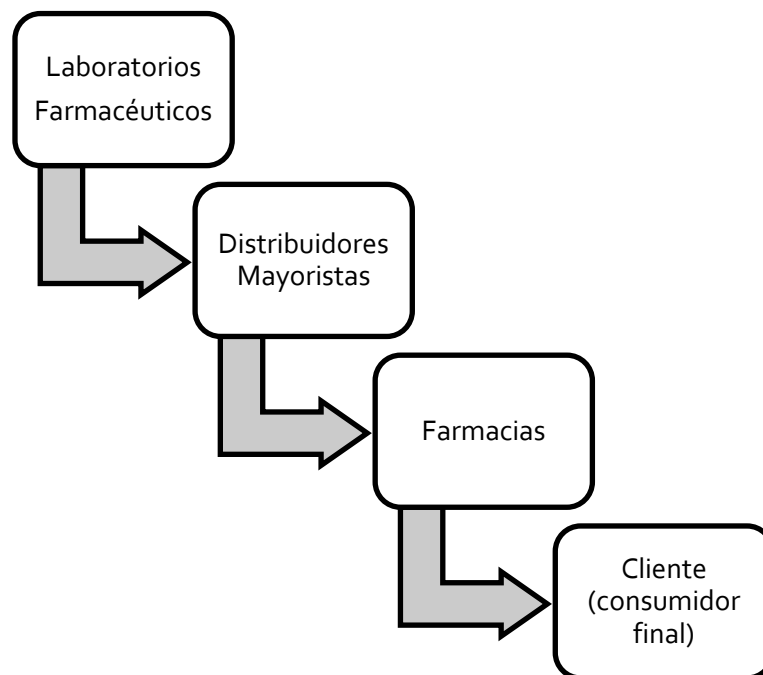 Laboratorios
Farmacéuticos
Distribuidores
Mayoristas
Farmacias
Cliente
(consumidor
final)